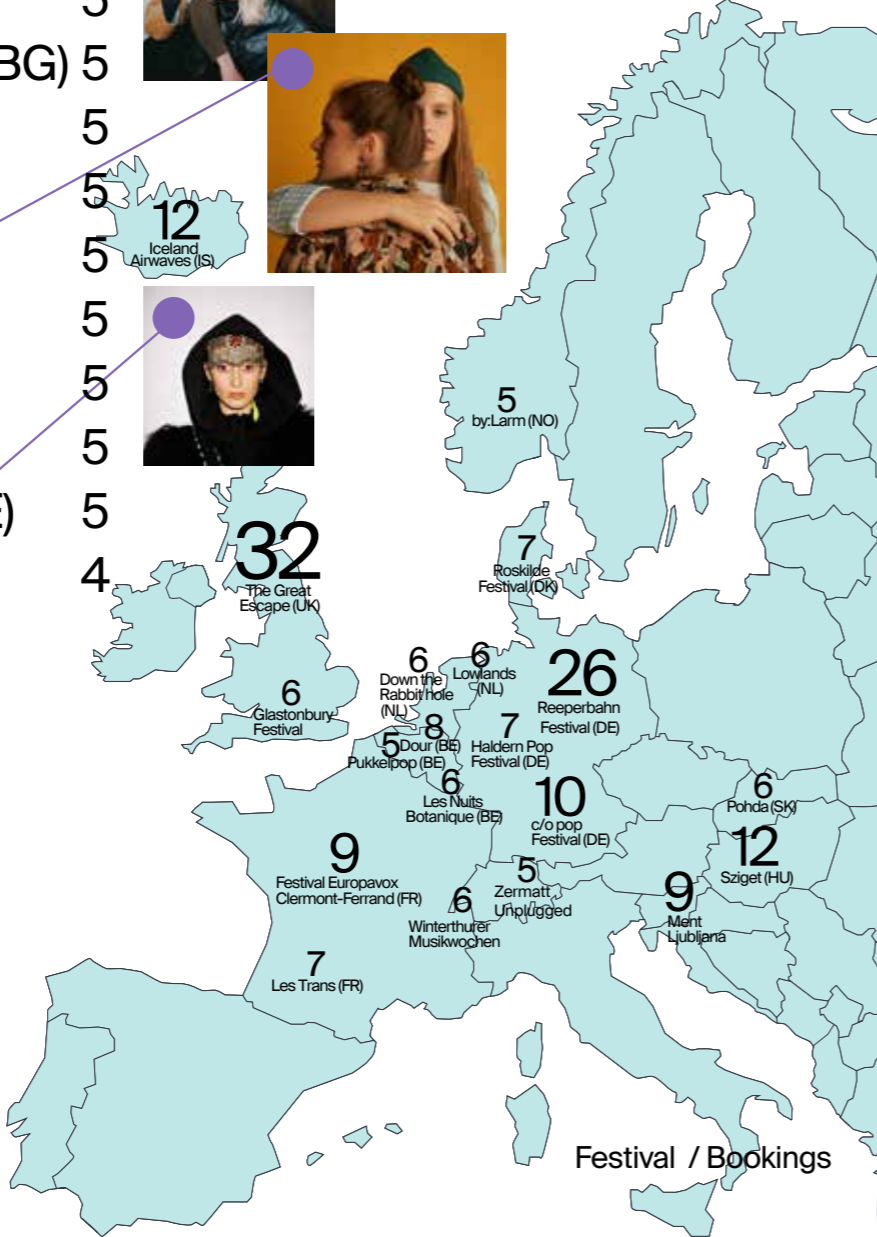 5
BG) 5
5
5
5
5
5
5
)
5
4
12
Iceland
Airwaves (IS)
5
by:Larm (NO)
32
The Great
Escape (UK)
7
Roskilde
Festival (DK)
6
Glastonbury
Festival
6
Down the
Rabbit hole
(NL)
6
Lowlands
(NL)
26
Reeperbahn
Festival (DE)
8
Dour (BE)
5
Pukkelpop (BE)
7
Haldern Pop
Festival (DE)
6
Les Nuits
Botanique (BE)
10
c/o pop
Festival (DE)
6
Pohda (SK)
12
Sziget (HU)
9
Festival Europavox
Clermont-Ferrand (FR)
5
Zermatt
Unplugged
6
Winterthurer
Musikwochen
9
Ment
Ljubljana
7
Les Trans (FR)
Festival / Bookings